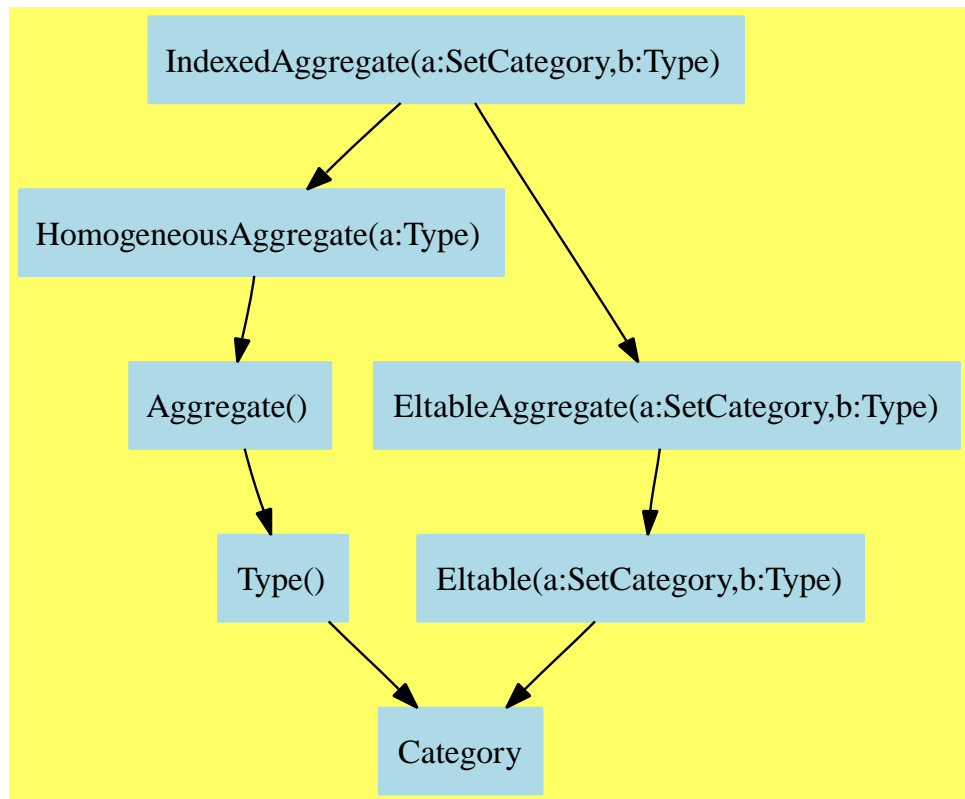 IndexedAggregate(a:SetCategory,b:Type)
HomogeneousAggregate(a:Type)
Aggregate()
EltableAggregate(a:SetCategory,b:Type)
Type()
Eltable(a:SetCategory,b:Type)
Category